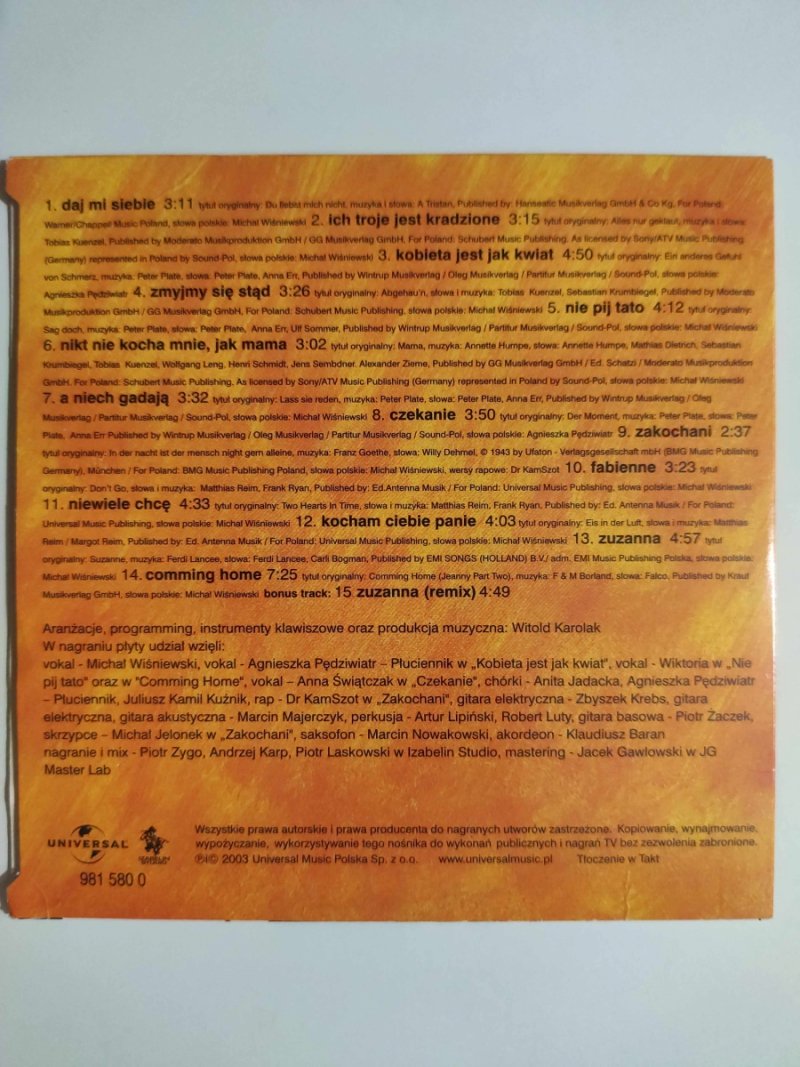 1. daj mi siebie 3:11 tytuł oryginalny: Du liebst mich nicht, muzyka i słowa: A Tristan, Published by: Hanseatic Musikverlag GmbH & Co Kg, For Poland:
Warner/Chappell Music Poland, słowa polskie: Michał Wiśniewski 2. ich troje jest kradzione 3:15 tytuł oryginalny: Alles nur geklaut, muzyka i słowa:
Tobias Kuenzel, Published by Moderato Musikproduktion GmbH / GG Musikverlag GmbH, For Poland: Schubert Music Publishing. As licensed by Sony/ATV Music Publishing
(Germany) represented in Poland by Sound-Pol, słowa polskie: Michał Wiśniewski 3. kobieta jest jak kwiat 4:50 tytuł oryginalny: Ein anderes Gefuhl
von Schmerz, muzyka: Peter Plate, słowa: Peter Plate, Anna Err, Published by Wintrup Musikverlag / Oleg Musikverlag / Partitur Musikverlag / Sound-Pol, słowa polskie:
Agnieszka Pędziwiatr 4. zmyjmy się stąd 3:26 tytuł oryginalny: Abgehau'n, słowa i muzyka: Tobias Kuenzel, Sebastian Krumbiegel, Published by Moderato
Musikproduktion GmbH / GG Musikverlag GmbH, For Poland: Schubert Music Publishing, słowa polskie: Michał Wiśniewski 5. nie pij tato 4:12 tytuł oryginalny:
Sag doch, muzyka: Peter Plate, słowa: Peter Plate, Anna Err, Ulf Sommer, Published by Wintrup Musikverlag / Partitur Musikverlag / Sound-Pol, słowa polskie: Michał Wiśniewski
6. nikt nie kocha mnie, jak mama 3:02 tytuł oryginalny: Mama, muzyka: Annette Humpe, słowa: Annette Humpe, Mathias Dietrich, Sebastian
Krumbiegel, Tobias Kuenzel, Wolfgang Leng, Henri Schmidt, Jens Sembdner. Alexander Zieme, Published by GG Musikverlag GmbH / Ed. Schatzi / Moderato Musikproduktion
GmbH. For Poland: Schubert Music Publishing, As licensed by Sony/ATV Music Publishing (Germany) represented in Poland by Sound-Pol, słowa polskie: Michał Wiśniewski
7. a niech gadają 3:32 tytuł oryginalny: Lass sie reden, muzyka: Peter Plate, słowa: Peter Plate, Anna Err, Published by Wintrup Musikverlag / Oleg
Musikverlag / Partitur Musikverlag / Sound-Pol, słowa polskie: Michał Wiśniewski 8. czekanie 3:50 tytuł oryginalny: Der Moment, muzyka: Peter Plate, słowa: Peter
Plate, Anna Err Published by Wintrup Musikverlag / Oleg Musikverlag / Partitur Musikverlag / Sound-Pol, słowa polskie: Agnieszka Pędziwiatr 9. zakochani 2:37
tytuł oryginalny: In der nacht ist der mensch night gern alleine, muzyka: Franz Goethe, słowa: Willy Dehmel, © 1943 by Ufaton - Verlagsgesellschaft mbH (BMG Music Publishing
Germany), München / For Poland: BMG Music Publishing Poland, słowa polskie: Michał Wiśniewski, wersy rapowe: Dr KamSzot 10. fabienne 3:23 tytuł
oryginalny: Don't Go, słowa i muzyka: Matthias Reim, Frank Ryan, Published by: Ed.Antenna Musik / For Poland: Universal Music Publishing, słowa polskie: Michał Wiśniewski
11. niewiele chcę 4:33 tytuł oryginalny: Two Hearts In Time, słowa i muzyka: Matthias Reim, Frank Ryan, Published by: Ed. Antenna Musik / For Poland:
Universal Music Publishing, słowa polskie: Michał Wiśniewski 12. kocham ciebie panie 4:03 tytuł oryginalny: Eis in der Luft, słowa i muzyka: Matthias
Reim / Margot Reim, Published by: Ed. Antenna Musik / For Poland: Universal Music Publishing, słowa polskie: Michał Wiśniewski 13. zuzanna 4:57 tytuł
oryginalny: Suzanne, muzyka: Ferdi Lancee, słowa: Ferdi Lancee, Carli Bogman, Published by EMI SONGS (HOLLAND) B.V./ adm. EMI Music Publishing Polska, słowa polskie:
Michał Wiśniewski 14. comming home 7:25 tytuł oryginalny: Comming Home (Jeanny Part Two), muzyka: F & M Borland, słowa: Falco. Published by Kraut
Musikverlag GmbH, słowa polskie: Michał Wiśniewski bonus track: 15. zuzanna (remix) 4:49
Aranżacje, programming, instrumenty klawiszowe oraz produkcja muzyczna: Witold Karolak
W nagraniu płyty udział wzięli:
vokal - Michał Wiśniewski, vokal - Agnieszka Pędziwiatr – Płuciennik w „Kobieta jest jak kwiat", vokal - Wiktoria w „Nie
pij tato" oraz w "Comming Home", vokal – Anna Świątczak w „Czekanie", chórki - Anita Jadacka, Agnieszka Pędziwiatr
– Płuciennik, Juliusz Kamil Kuźnik, rap - Dr KamSzot w „Zakochani", gitara elektryczna - Zbyszek Krebs, gitara
elektryczna, gitara akustyczna - Marcin Majerczyk, perkusja - Artur Lipiński, Robert Luty, gitara basowa - Piotr Żaczek,
skrzypce – Michał Jelonek w „Zakochani", saksofon - Marcin Nowakowski, akordeon - Klaudiusz Baran
nagranie i mix - Piotr Zygo, Andrzej Karp, Piotr Laskowski w Izabelin Studio, mastering - Jacek Gawłowski w JG
Master Lab
UNIVERSAL
Wszystkie prawa autorskie i prawa producenta do nagranych utworów zastrzeżone. Kopiowanie, wynajmowanie,
wypożyczanie, wykorzystywanie tego nośnika do wykonań publicznych i nagrań TV bez zezwolenia zabronione.
℗i© 2003 Universal Music Polska Sp. z o.o. www.universalmusic.pl Tłoczenie w Takt
981 580 0